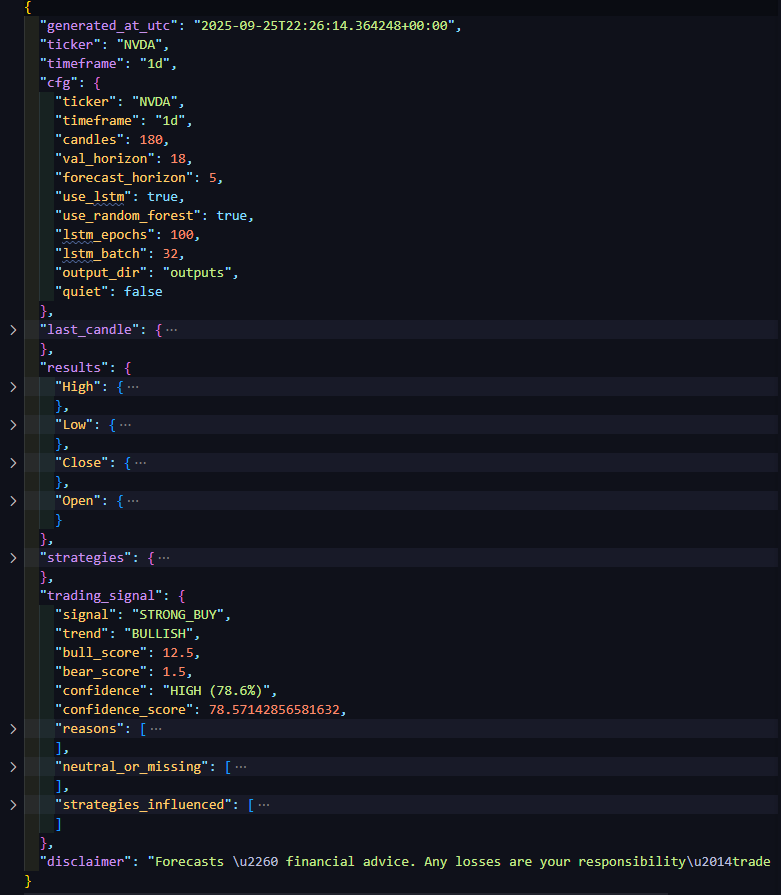 {
"generated_at_utc": "2025-09-25T22:26:14.364248+00:00",
"ticker": "NVDA",
"timeframe": "1d",
"cfg": {
"ticker": "NVDA",
"timeframe": "1d",
"candles": 180,
"val_horizon": 18,
"forecast_horizon": 5,
"use_lstm": true,
"use_random_forest": true,
"lstm_epochs": 100,
"lstm_batch": 32,
"output_dir": "outputs",
"quiet": false
},
"last_candle": { ···
},
"results": {
"High": { ···
},
"Low": { ···
},
"Close": { ···
},
"Open": { ···
}
},
"strategies": { ···
},
"trading_signal": {
"signal": "STRONG_BUY",
"trend": "BULLISH",
"bull_score": 12.5,
"bear_score": 1.5,
"confidence": "HIGH (78.6%)",
"confidence_score": 78.57142856581632,
"reasons": [ ···
],
"neutral_or_missing": [ ···
],
"strategies_influenced": [ ···
]
},
"disclaimer": "Forecasts \u2260 financial advice. Any losses are your responsibility\u2014trade
}